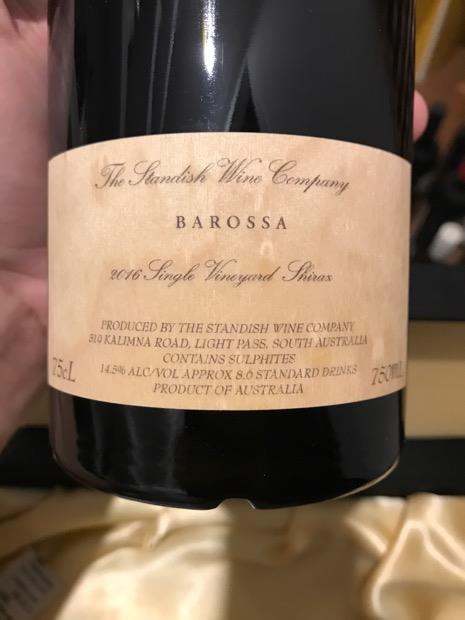 The Standish Wine Company
BAROSSA
2016 Single Vineyard Shiraz
PRODUCED BY THE STANDISH WINE COMPANY
319 KALIMNA ROAD, LIGHT PASS, SOUTH AUSTRALIA
CONTAINS SULPHITES
75cL 14.5% ALC/VOL APPROX 8.6 STANDARD DRINKS 750mL
PRODUCT OF AUSTRALIA